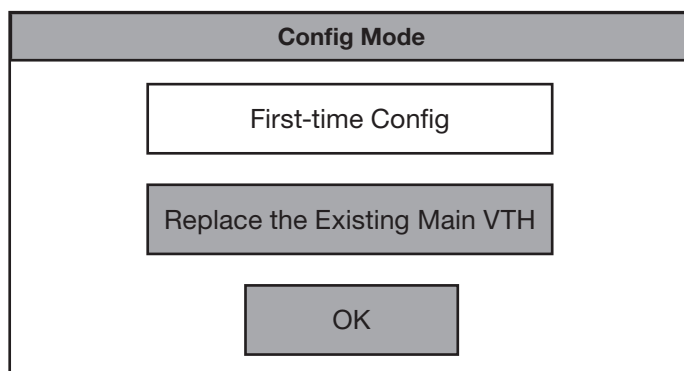 Config Mode
First-time Config
Replace the Existing Main VTH
OK